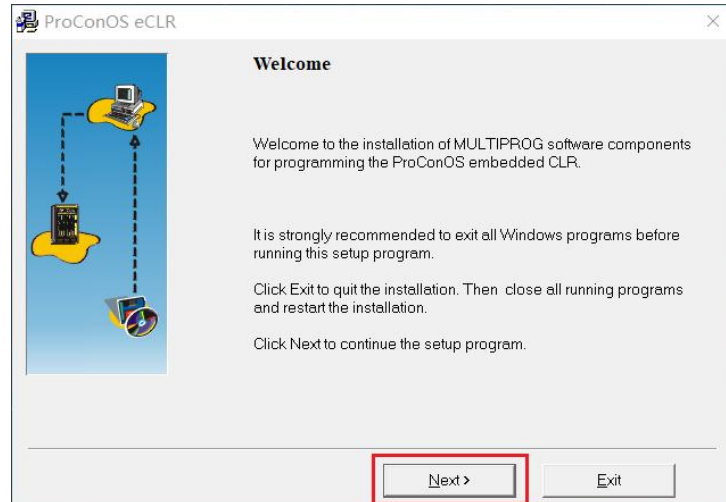 ProConOS eCLR
Welcome
Welcome to the installation of MULTIPROG software components
for programming the ProConOS embedded CLR.
It is strongly recommended to exit all Windows programs before
running this setup program.
Click Exit to quit the installation. Then close all running programs
and restart the installation.
Click Next to continue the setup program.
Next >
Exit